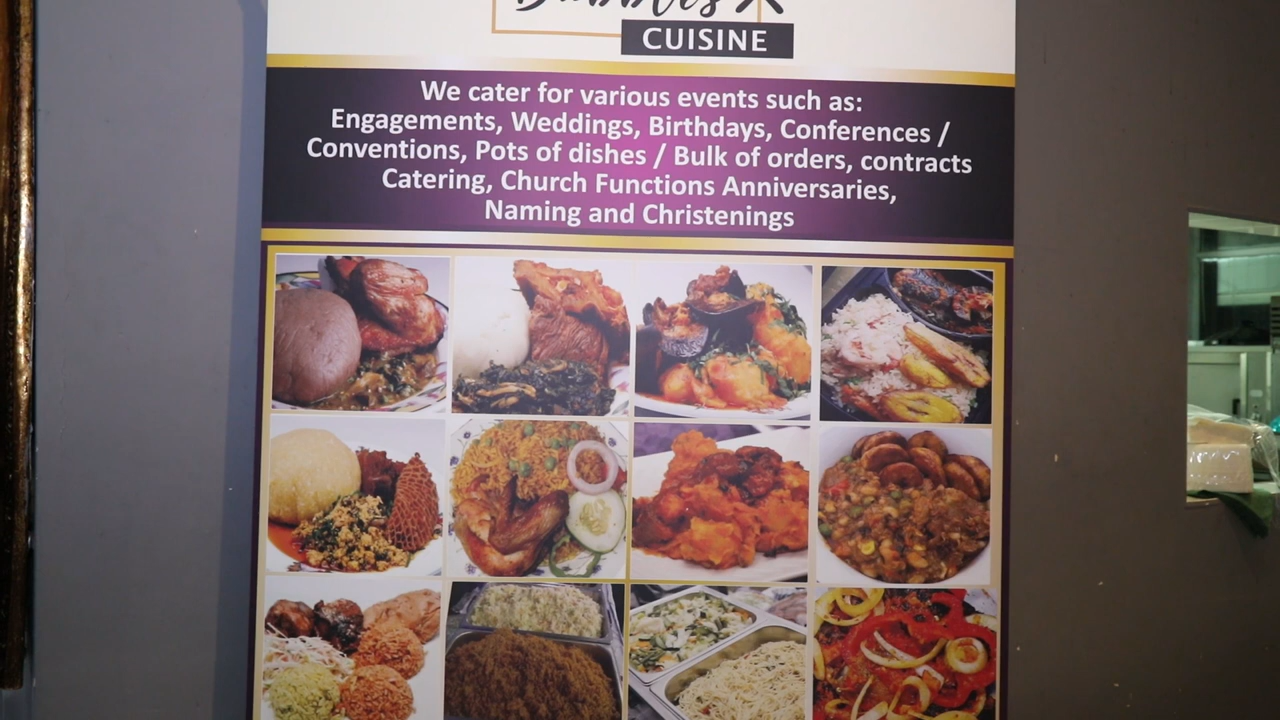 CUISINE
We cater for various events such as:
Engagements, Weddings, Birthdays, Conferences /
Conventions, Pots of dishes / Bulk of orders, contracts
Catering, Church Functions Anniversaries,
Naming and Christenings